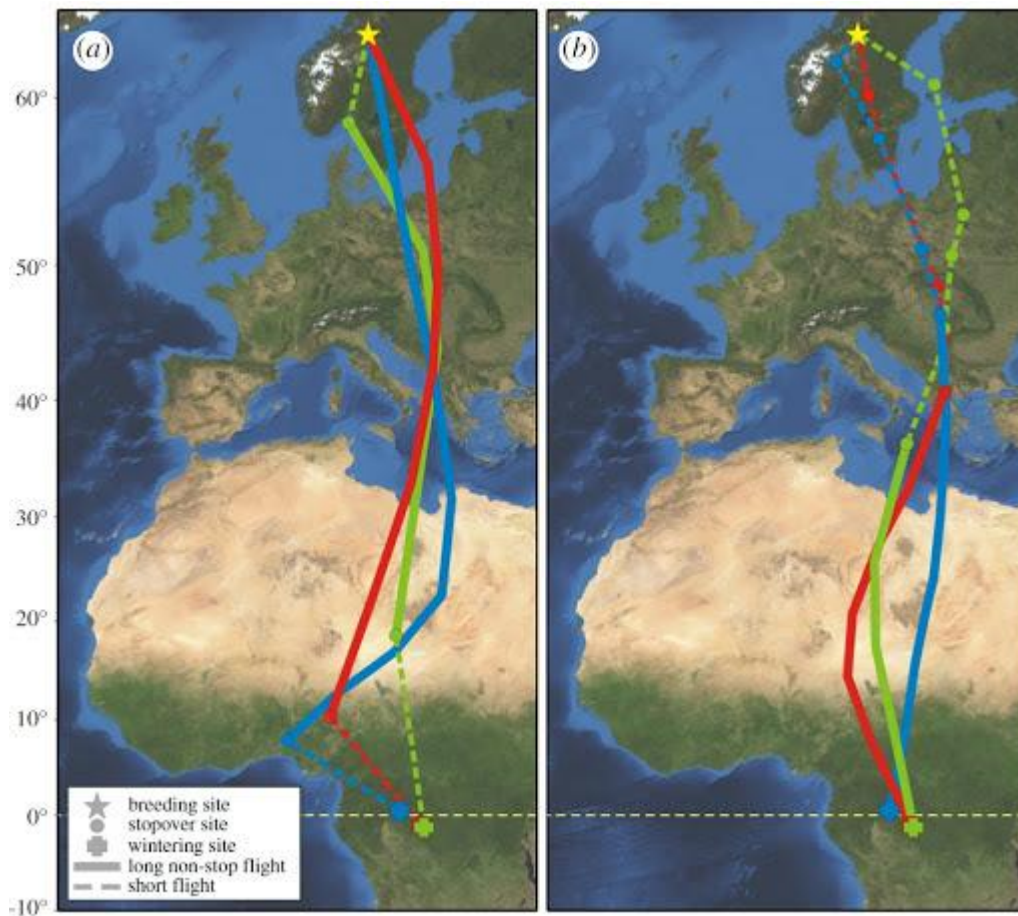 (a)
(b)
60°
50°
40°
30°
20°
10°
0°
-10°
breeding site
stopover site
wintering site
long non-stop flight
short flight